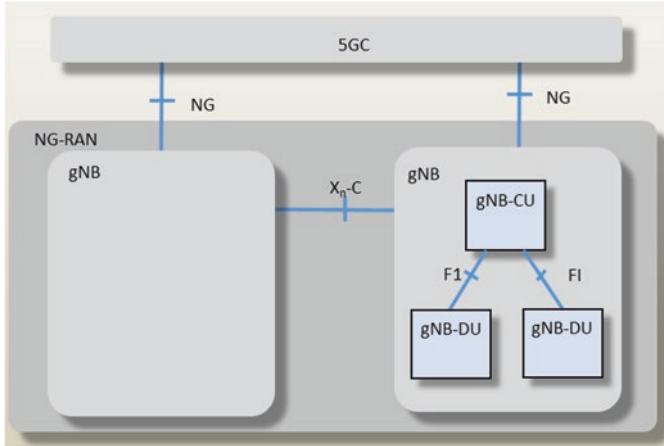 5GC
NG
NG
NG-RAN
gNB
Xn-C
gNB
gNB-CU
F1
FI
gNB-DU
gNB-DU